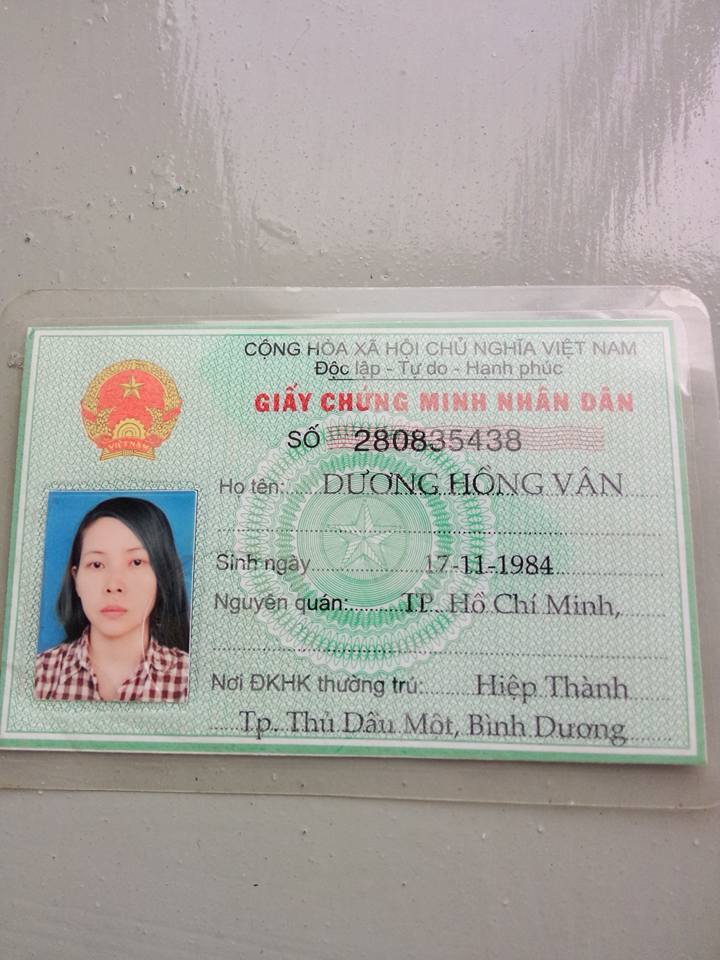 CỘNG HÒA XÃ HỘI CHỦ NGHĨA VIỆT NAM
Độc lập - Tự do - Hạnh phúc
GIẤY CHỨNG MINH NHÂN DÂN
SỐ 280835438
VIỆT NAM
Họ tên: DƯƠNG HỒNG VÂN
Sinh ngày 17-11-1984
Nguyên quán: TP. Hồ Chí Minh,
Nơi ĐKHK thường trú: Hiệp Thành
Tp. Thủ Dầu Một, Bình Dương